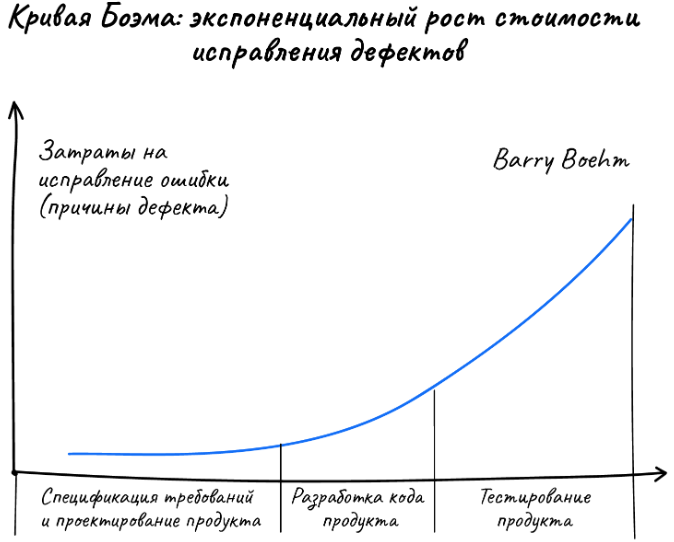 Кривая Боэма: экспоненциальный рост стоимости
исправления дефектов
Затраты на
исправление ошибки
(причины дефекта)
Barry Boehm
Спецификация требований
и проектирование продукта
Разработка кода
продукта
Тестирование
продукта